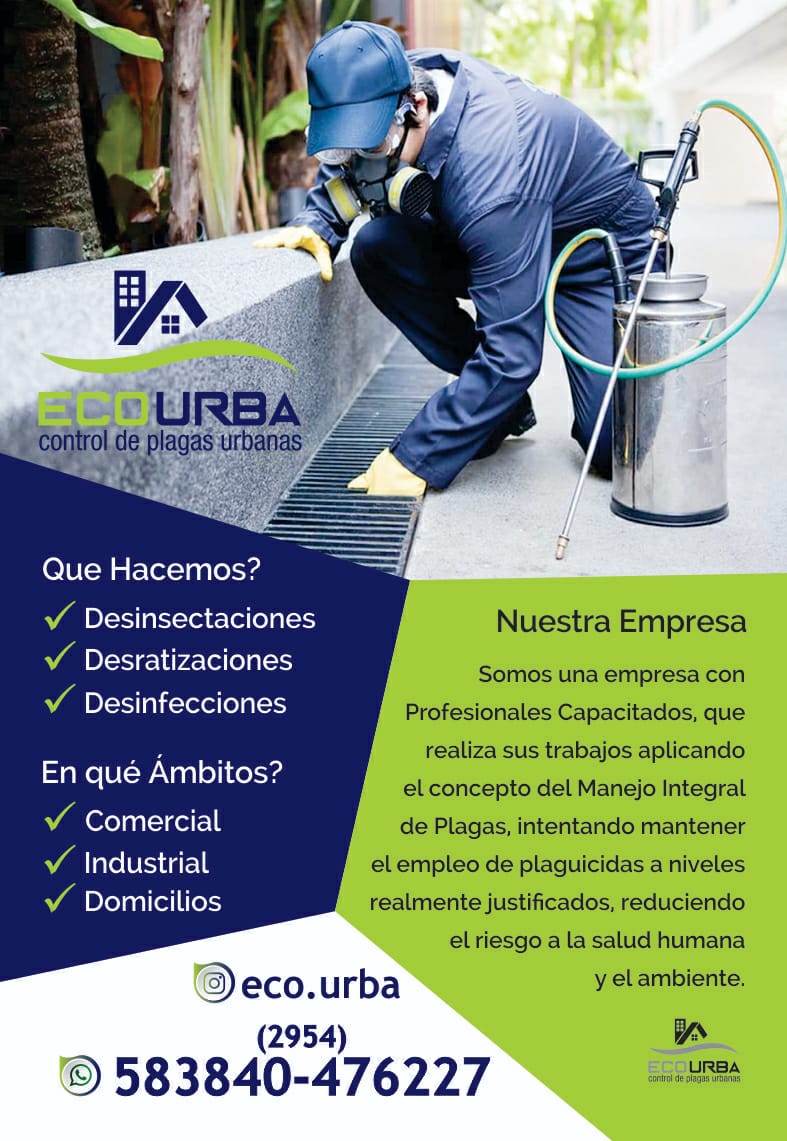 ECOURBA
control de plagas urbanas
Que Hacemos?
Desinsectaciones
Desratizaciones
Desinfecciones
En qué Ámbitos?
Comercial
Industrial
Domicilios
Nuestra Empresa
Somos una empresa con
Profesionales Capacitados, que
realiza sus trabajos aplicando
el concepto del Manejo Integral
de Plagas, intentando mantener
el empleo de plaguicidas a niveles
realmente justificados, reduciendo
el riesgo a la salud humana
y el ambiente.
eco.urba
(2954)
583840-476227
ECOURBA
control de plagas urbanas